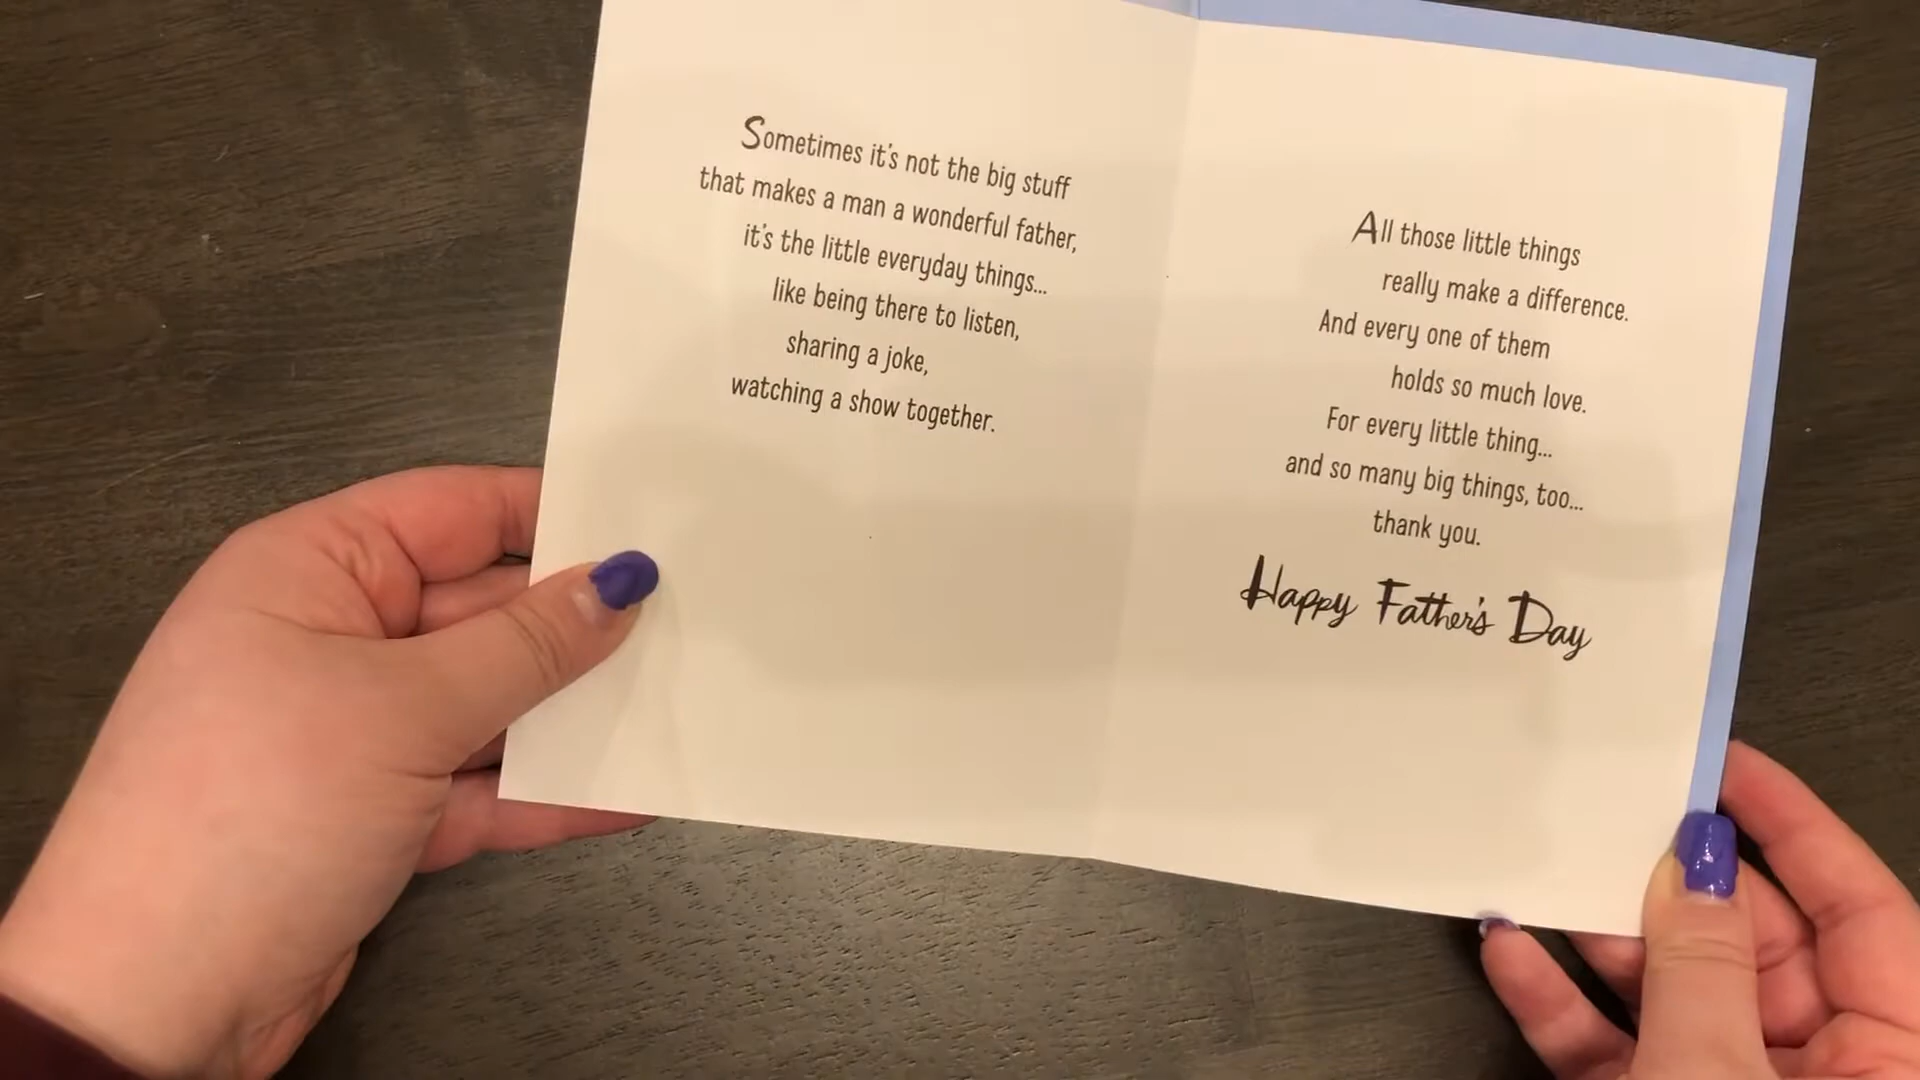 Sometimes it's not the big stuff
that makes a man a wonderful father,
it's the little everyday things...
like being there to listen,
sharing a joke,
watching a show together.
All those little things
really make a difference.
And every one of them
holds so much love.
For every little thing...
and so many big things, too...
thank you.
Happy Father's Day